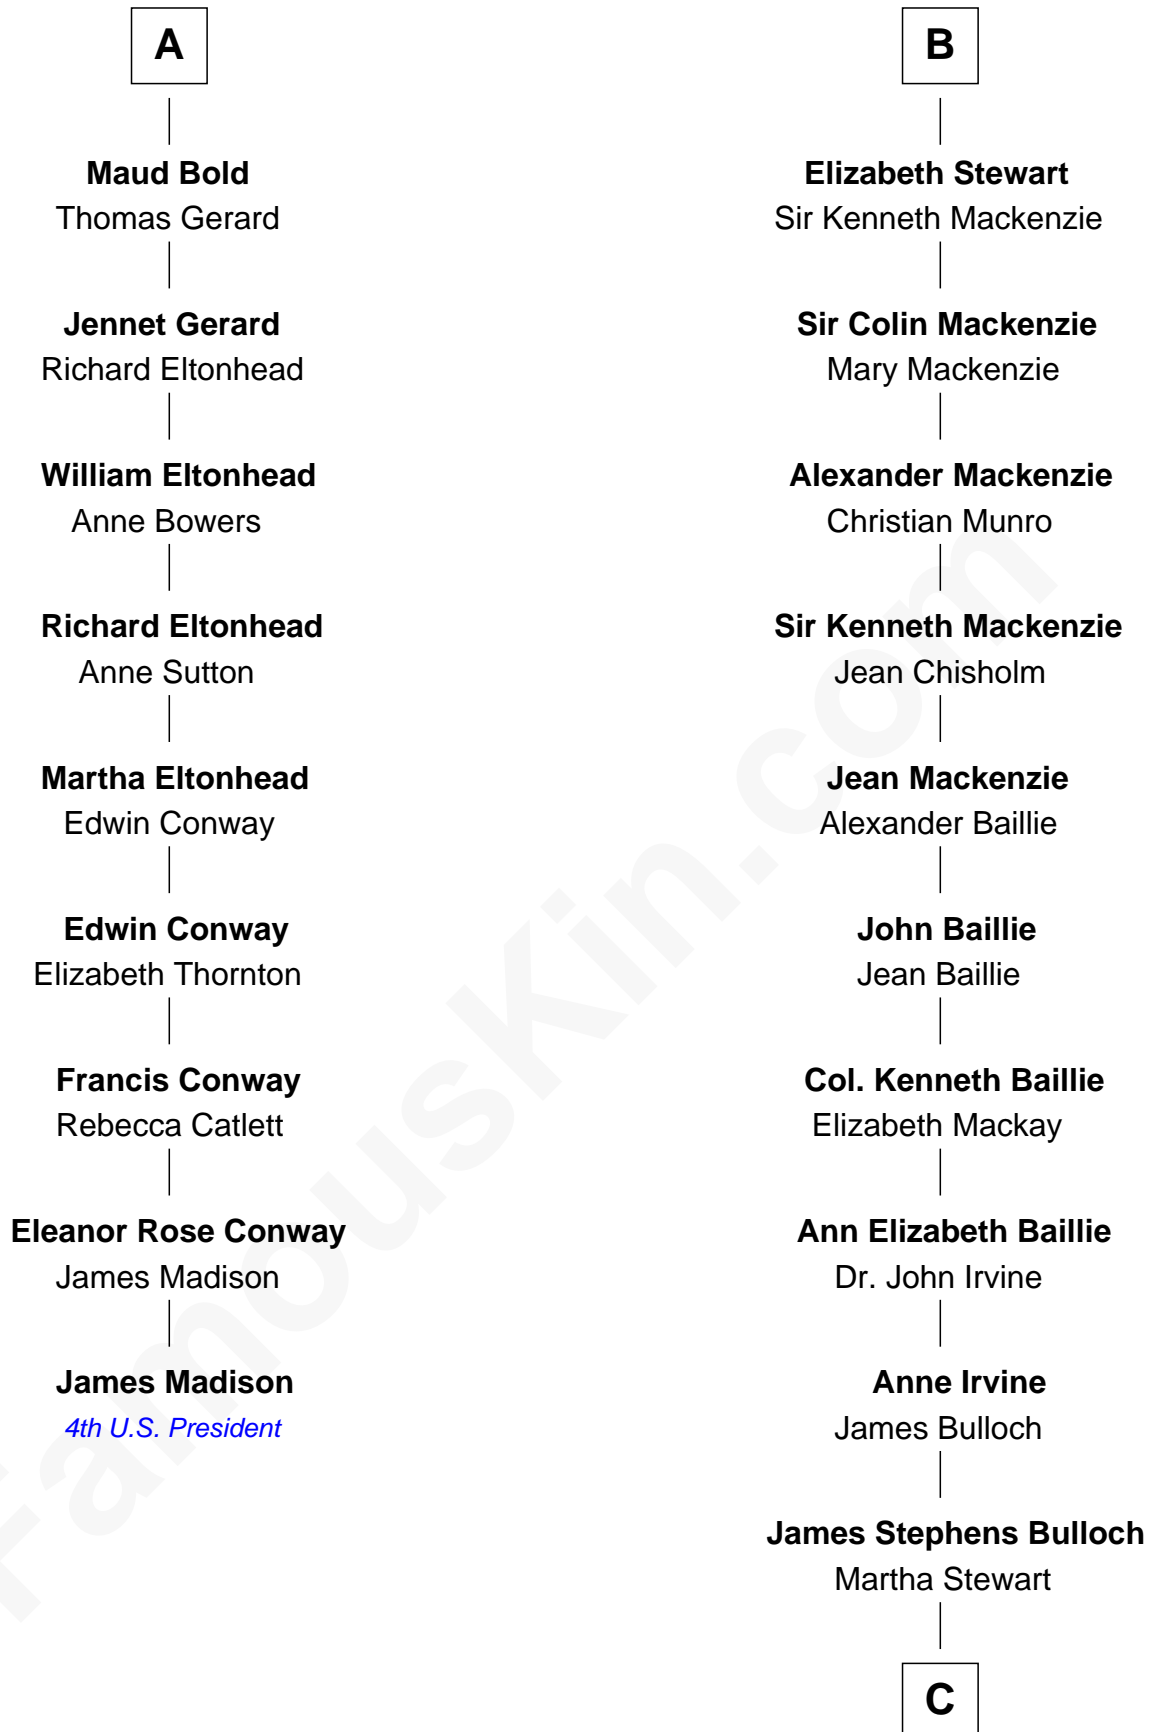 A
Maud Bold
Thomas Gerard
Jennet Gerard
Richard Eltonhead
William Eltonhead
Anne Bowers
Richard Eltonhead
Anne Sutton
Martha Eltonhead
Edwin Conway
Edwin Conway
Elizabeth Thornton
Francis Conway
Rebecca Catlett
Eleanor Rose Conway
James Madison
James Madison
4th U.S. President
B
Elizabeth Stewart
Sir Kenneth Mackenzie
Sir Colin Mackenzie
Mary Mackenzie
Alexander Mackenzie
Christian Munro
Sir Kenneth Mackenzie
Jean Chisholm
Jean Mackenzie
Alexander Baillie
John Baillie
Jean Baillie
Col. Kenneth Baillie
Elizabeth Mackay
Ann Elizabeth Baillie
Dr. John Irvine
Anne Irvine
James Bulloch
James Stephens Bulloch
Martha Stewart
C
FamousKin.com